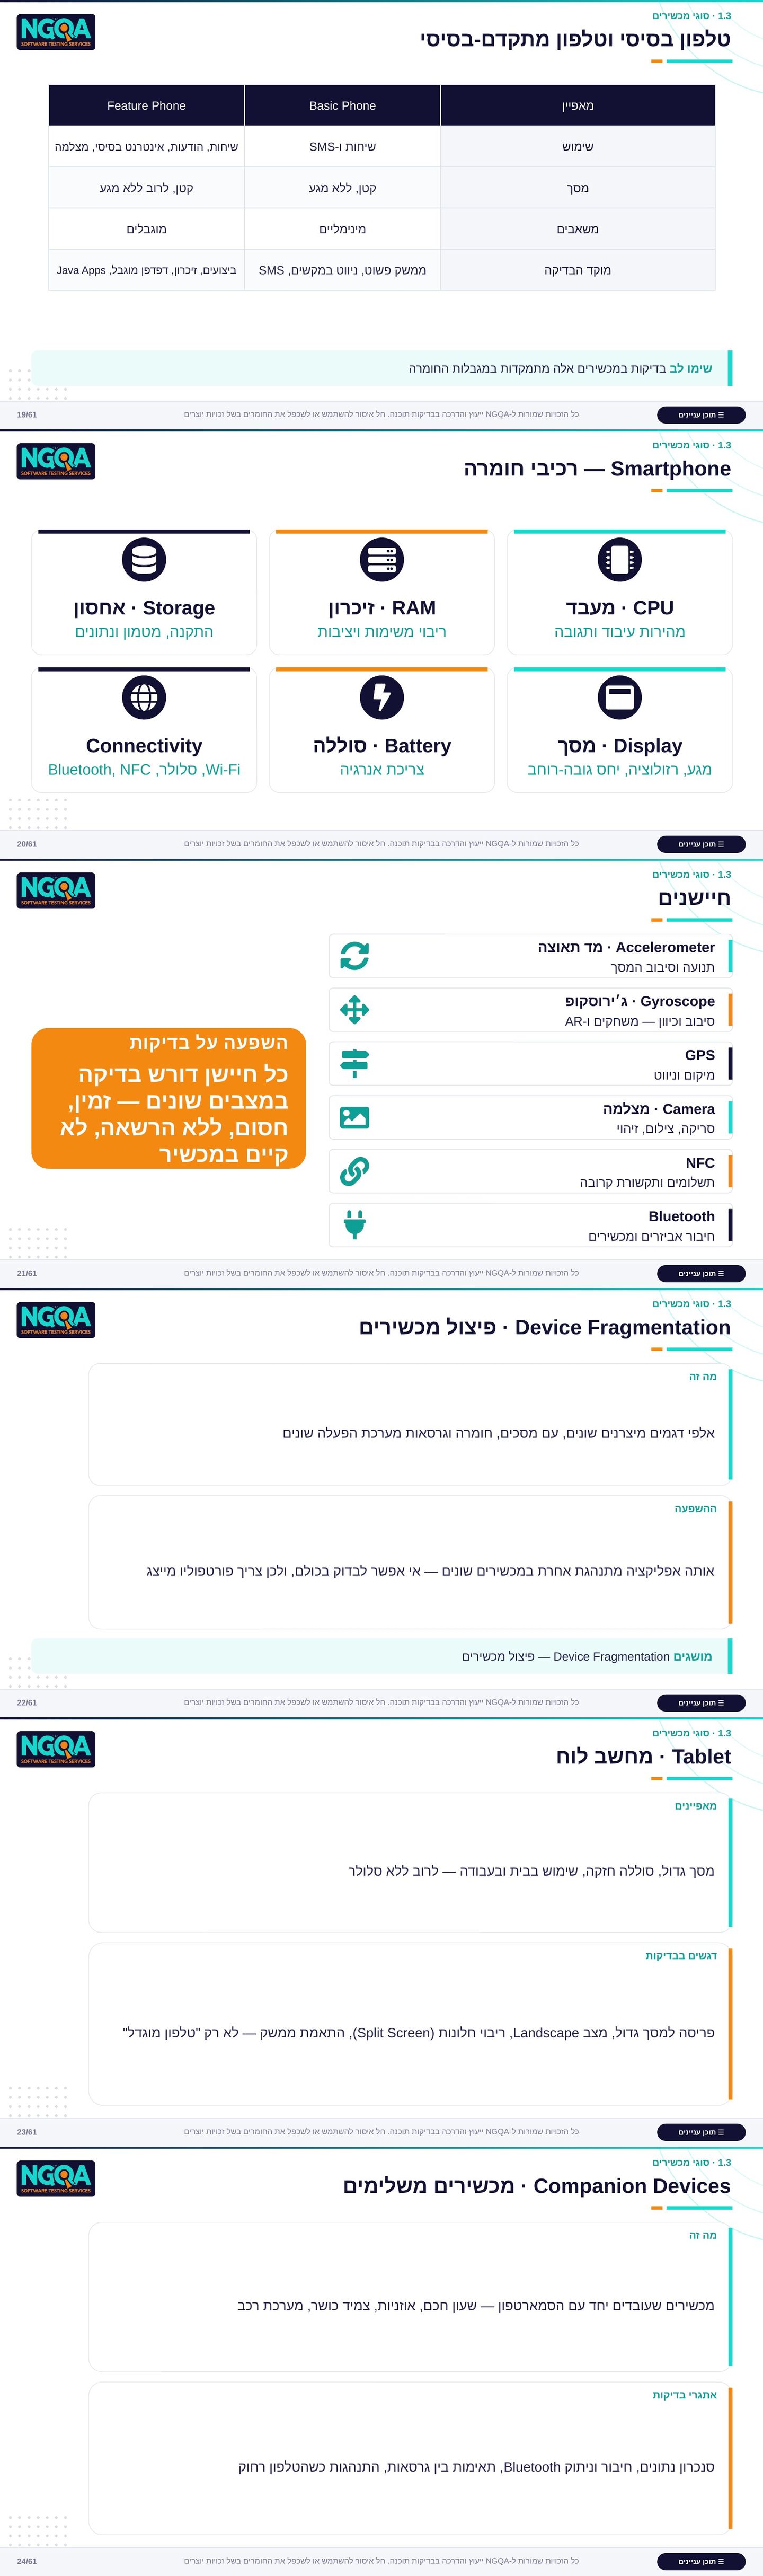 1.3 · סוגי מכשירים
NGQA
SOFTWARE TESTING SERVICES
טלפון בסיסי וטלפון מתקדם-בסיסי
מאפיין Basic Phone Feature Phone
שימוש שיחות ו-SMS שיחות, הודעות, אינטרנט בסיסי, מצלמה
מסך קטן, ללא מגע קטן, לרוב ללא מגע
משאבים מינימליים מוגבלים
מוקד הבדיקה ממשק פשוט, ניווט במקשים, SMS ביצועים, זיכרון, דפדפן מוגבל, Java Apps
שימו לב בדיקות במכשירים אלה מתמקדות במגבלות החומרה
☰ תוכן עניינים
כל הזכויות שמורות ל-NGQA ייעוץ והדרכה בבדיקות תוכנה. חל איסור להשתמש או לשכפל את החומרים בשל זכויות יוצרים
19/61
1.3 · סוגי מכשירים
NGQA
SOFTWARE TESTING SERVICES
Smartphone — רכיבי חומרה
CPU · מעבד
מהירות עיבוד ותגובה
RAM · זיכרון
ריבוי משימות ויציבות
Storage · אחסון
התקנה, מטמון ונתונים
Display · מסך
מגע, רזולוציה, יחס גובה-רוחב
Battery · סוללה
צריכת אנרגיה
Connectivity
Wi-Fi, סלולר, Bluetooth, NFC
☰ תוכן עניינים
כל הזכויות שמורות ל-NGQA ייעוץ והדרכה בבדיקות תוכנה. חל איסור להשתמש או לשכפל את החומרים בשל זכויות יוצרים
20/61
1.3 · סוגי מכשירים
NGQA
SOFTWARE TESTING SERVICES
חיישנים
Accelerometer · מד תאוצה
תנועה וסיבוב המסך
Gyroscope · ג׳ירוסקופ
סיבוב וכיוון — משחקים ו-AR
GPS
מיקום וניווט
Camera · מצלמה
סריקה, צילום, זיהוי
NFC
תשלומים ותקשורת קרובה
Bluetooth
חיבור אביזרים ומכשירים
השפעה על בדיקות
כל חיישן דורש בדיקה
במצבים שונים — זמין,
חסום, ללא הרשאה, לא
קיים במכשיר
☰ תוכן עניינים
כל הזכויות שמורות ל-NGQA ייעוץ והדרכה בבדיקות תוכנה. חל איסור להשתמש או לשכפל את החומרים בשל זכויות יוצרים
21/61
1.3 · סוגי מכשירים
NGQA
SOFTWARE TESTING SERVICES
Device Fragmentation · פיצול מכשירים
מה זה
אלפי דגמים מיצרנים שונים, עם מסכים, חומרה וגרסאות מערכת הפעלה שונים
ההשפעה
אותה אפליקציה מתנהגת אחרת במכשירים שונים — אי אפשר לבדוק בכולם, ולכן צריך פורטפוליו מייצג
מושגים Device Fragmentation — פיצול מכשירים
☰ תוכן עניינים
כל הזכויות שמורות ל-NGQA ייעוץ והדרכה בבדיקות תוכנה. חל איסור להשתמש או לשכפל את החומרים בשל זכויות יוצרים
22/61
1.3 · סוגי מכשירים
NGQA
SOFTWARE TESTING SERVICES
Tablet · מחשב לוח
מאפיינים
מסך גדול, סוללה חזקה, שימוש בבית ובעבודה — לרוב ללא סלולר
דגשים בבדיקות
פריסה למסך גדול, מצב Landscape, ריבוי חלונות (Split Screen), התאמת ממשק — לא רק "טלפון מוגדל"
☰ תוכן עניינים
כל הזכויות שמורות ל-NGQA ייעוץ והדרכה בבדיקות תוכנה. חל איסור להשתמש או לשכפל את החומרים בשל זכויות יוצרים
23/61
1.3 · סוגי מכשירים
NGQA
SOFTWARE TESTING SERVICES
Companion Devices · מכשירים משלימים
מה זה
מכשירים שעובדים יחד עם הסמארטפון — שעון חכם, אוזניות, צמיד כושר, מערכת רכב
אתגרי בדיקות
סנכרון נתונים, חיבור וניתוק Bluetooth, תאימות בין גרסאות, התנהגות כשהטלפון רחוק
☰ תוכן עניינים
כל הזכויות שמורות ל-NGQA ייעוץ והדרכה בבדיקות תוכנה. חל איסור להשתמש או לשכפל את החומרים בשל זכויות יוצרים
24/61